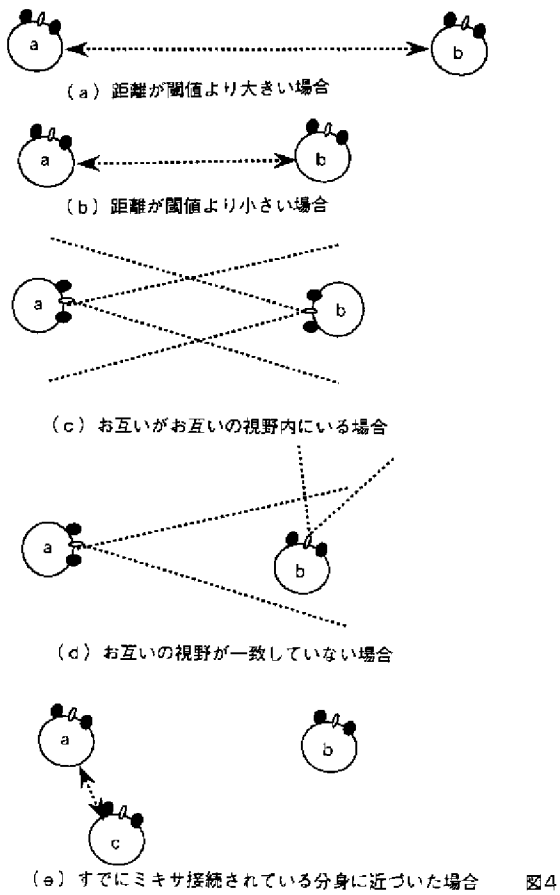 a b
(a) 距離が閾値より大きい場合
a b
(b) 距離が閾値より小さい場合
a b
(c) お互いがお互いの視野内にいる場合
a b
(d) お互いの視野が一致していない場合
a b
c
(e) すでにミキサ接続されている分身に近づいた場合 図4